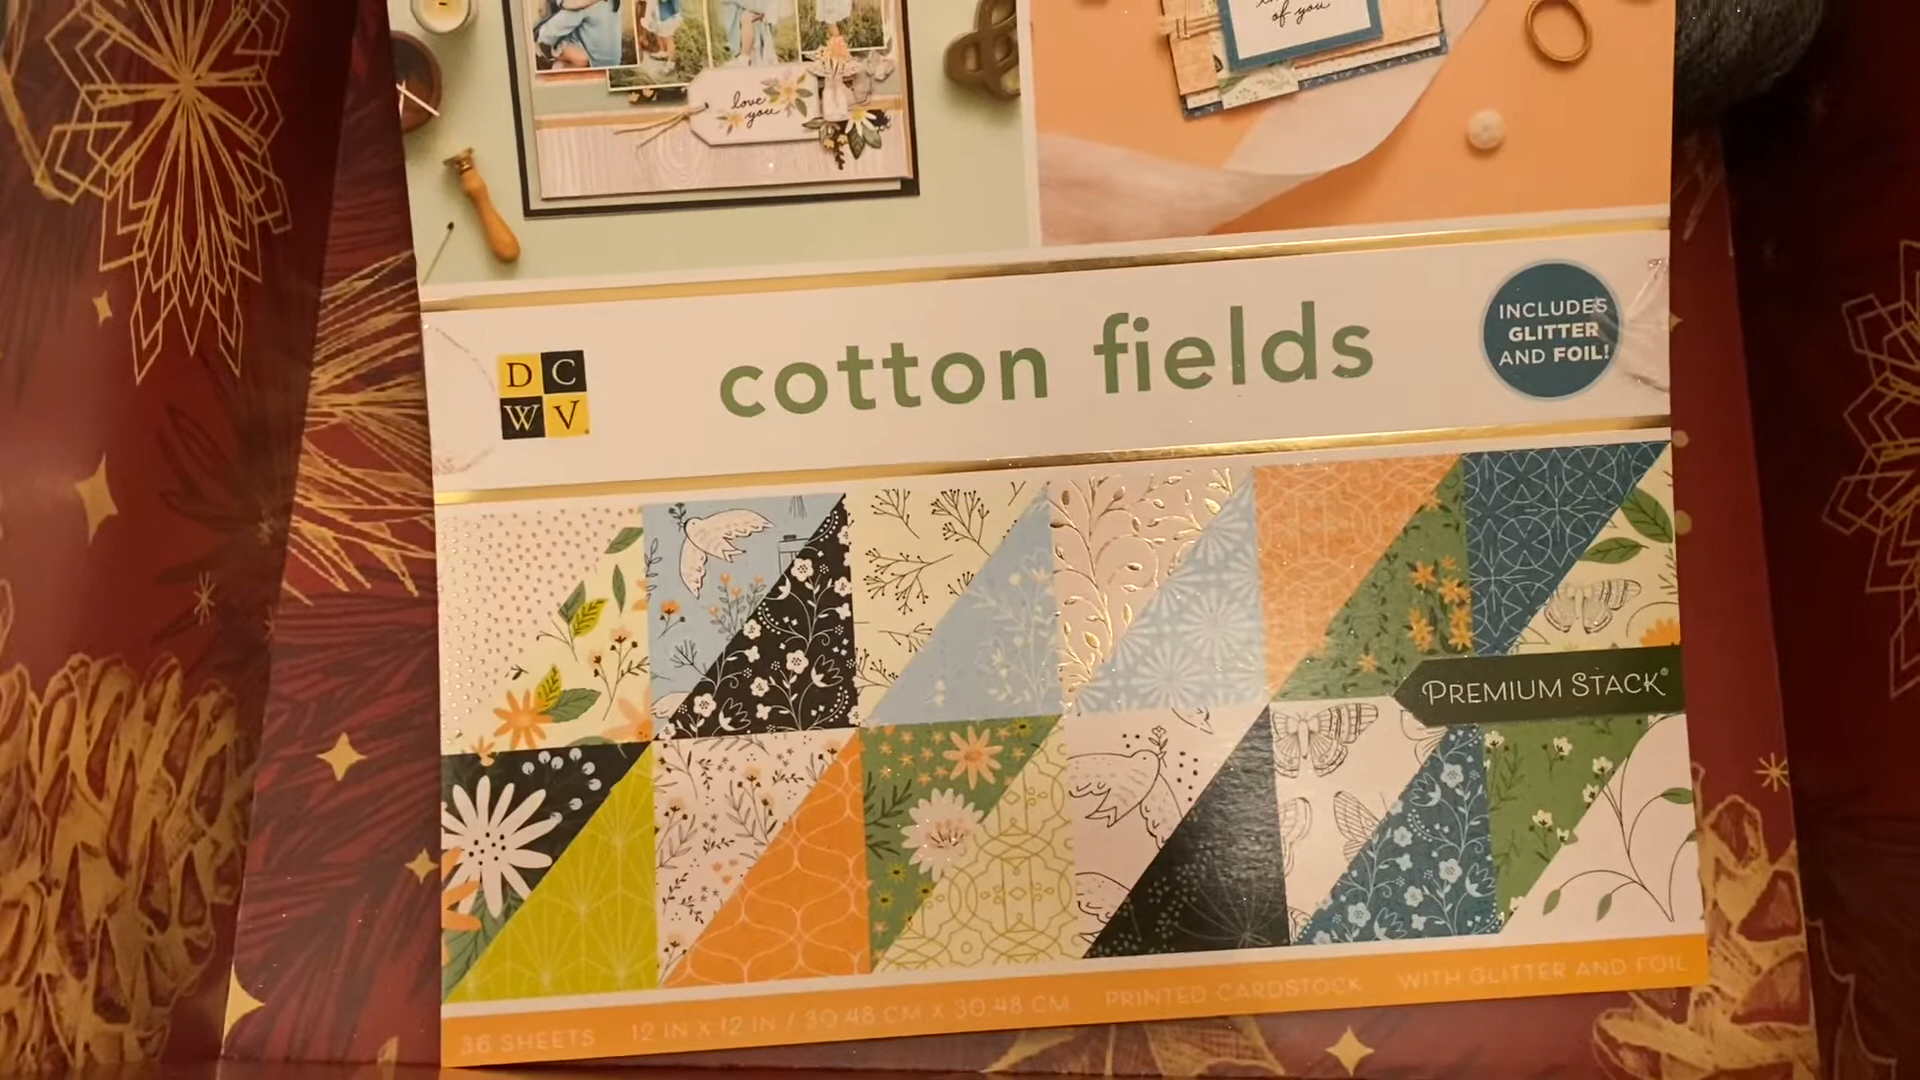 love
you
of you
D C
W V
cotton fields
INCLUDES
GLITTER
AND FOIL!
PREMIUM STACK®
36 SHEETS 12 IN X 12 IN / 30.48 CM X 30.48 CM PRINTED CARDSTOCK WITH GLITTER AND FOIL